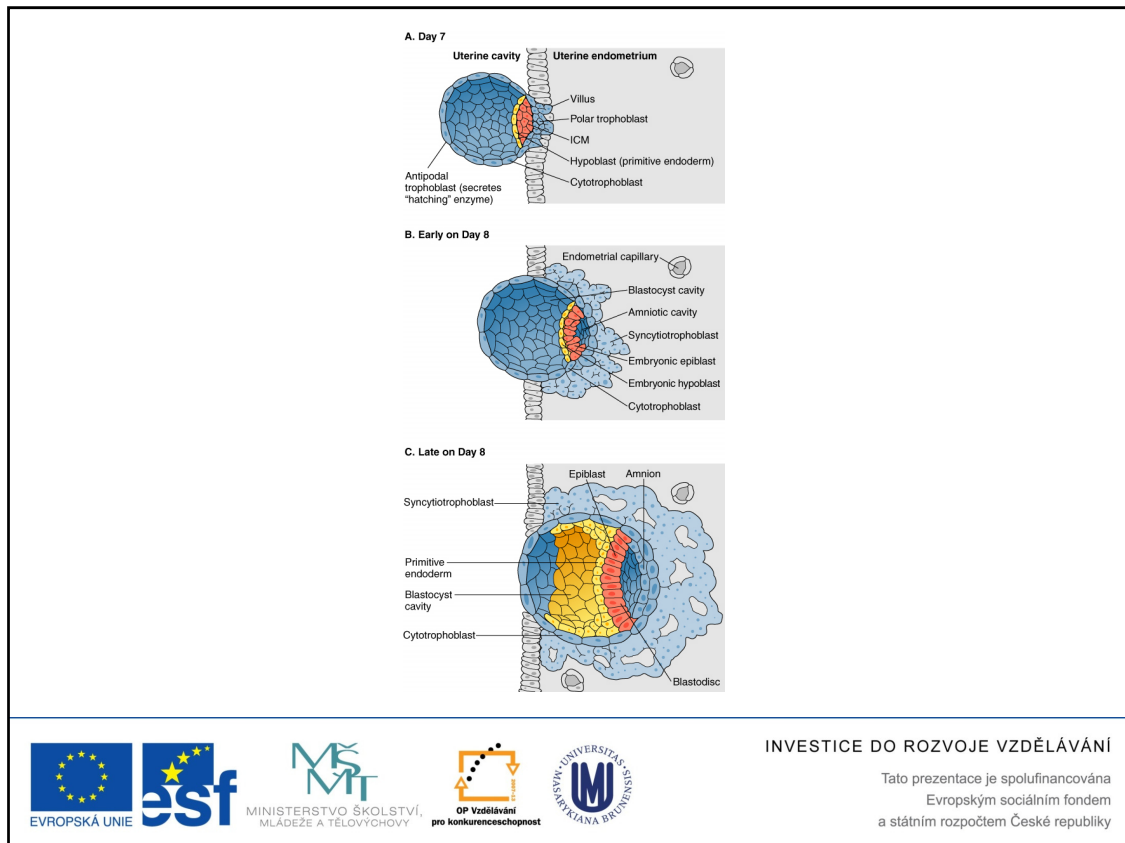 A. Day 7
Uterine cavity
Uterine endometrium
Villus
Polar trophoblast
ICM
Hypoblast (primitive endoderm)
Cytotrophoblast
Antipodal
trophoblast (secretes
“hatching” enzyme)
B. Early on Day 8
Endometrial capillary
Blastocyst cavity
Amniotic cavity
Syncytiotrophoblast
Embryonic epiblast
Embryonic hypoblast
Cytotrophoblast
C. Late on Day 8
Epiblast
Amnion
Syncytiotrophoblast
Primitive
endoderm
Blastocyst
cavity
Cytotrophoblast
Blastodisc
EVROPSKÁ UNIE
esf
MŠMT
MINISTERSTVO ŠKOLSTVÍ,
MLÁDEŽE A TĚLOVÝCHOVY
2007-13
OP Vzdělávání
pro konkurenceschopnost
UNIVERSITAS MASARYKIANA BRUNENSIS
INVESTICE DO ROZVOJE VZDĚLÁVÁNÍ
Tato prezentace je spolufinancována
Evropským sociálním fondem
a státním rozpočtem České republiky